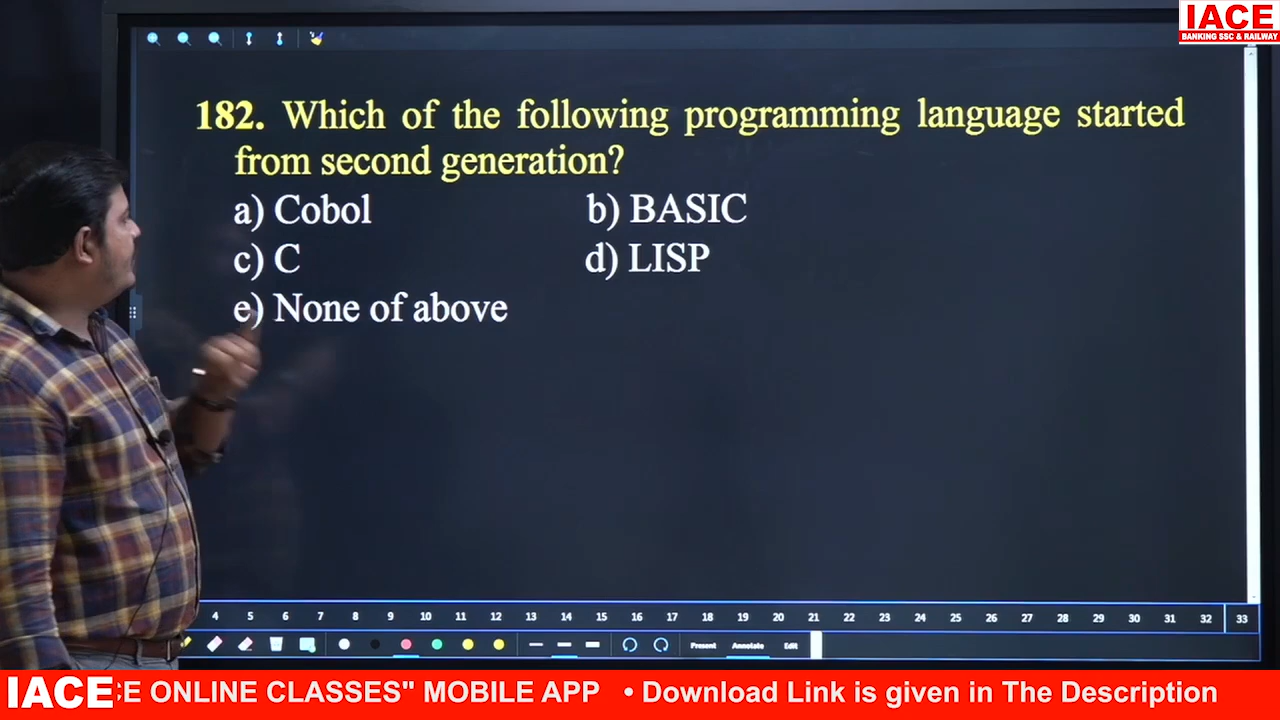 IACE
BANKING SSC & RAILWAY
182. Which of the following programming language started
from second generation?
a) Cobol b) BASIC
c) C d) LISP
e) None of above
4 5 6 7 8 9 10 11 12 13 14 15 16 17 18 19 20 21 22 23 24 25 26 27 28 29 30 31 32 33
Present Annotate Edit
IACE :E ONLINE CLASSES" MOBILE APP • Download Link is given in The Description